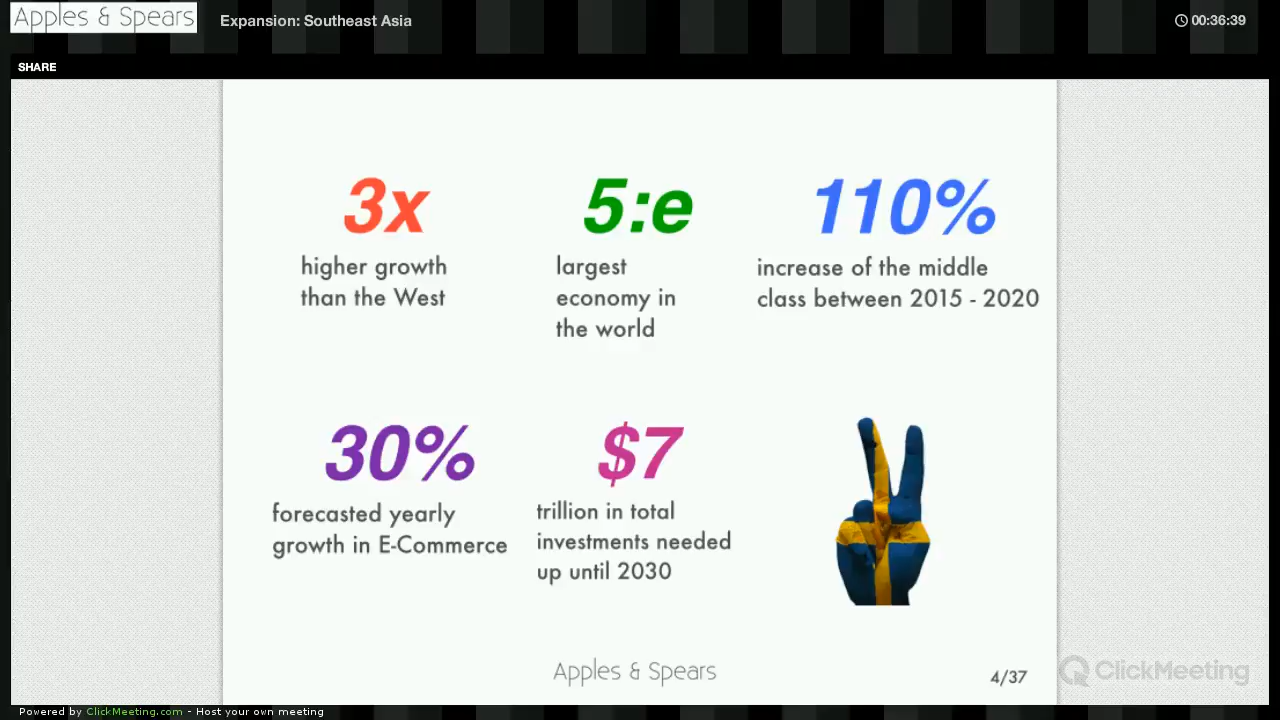 Apples & Spears
Expansion: Southeast Asia
00:36:39
SHARE
3x
higher growth
than the West
5:e
largest
economy in
the world
110%
increase of the middle
class between 2015 - 2020
30%
forecasted yearly
growth in E-Commerce
$7
trillion in total
investments needed
up until 2030
Apples & Spears
4/37
ClickMeeting
Powered by ClickMeeting.com - Host your own meeting